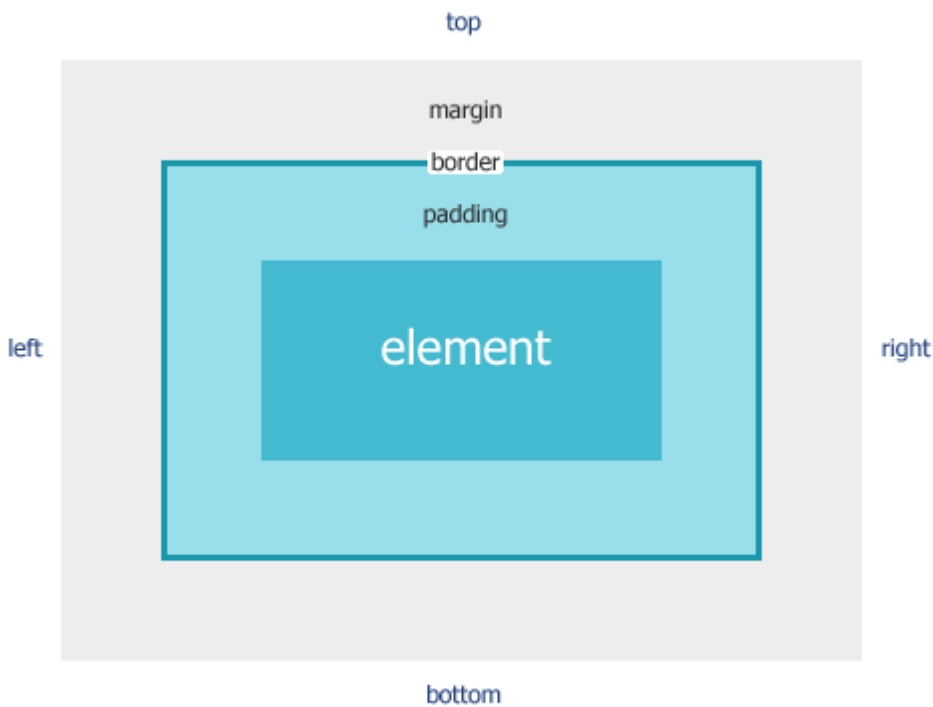 top
margin
border
padding
element
left
right
bottom